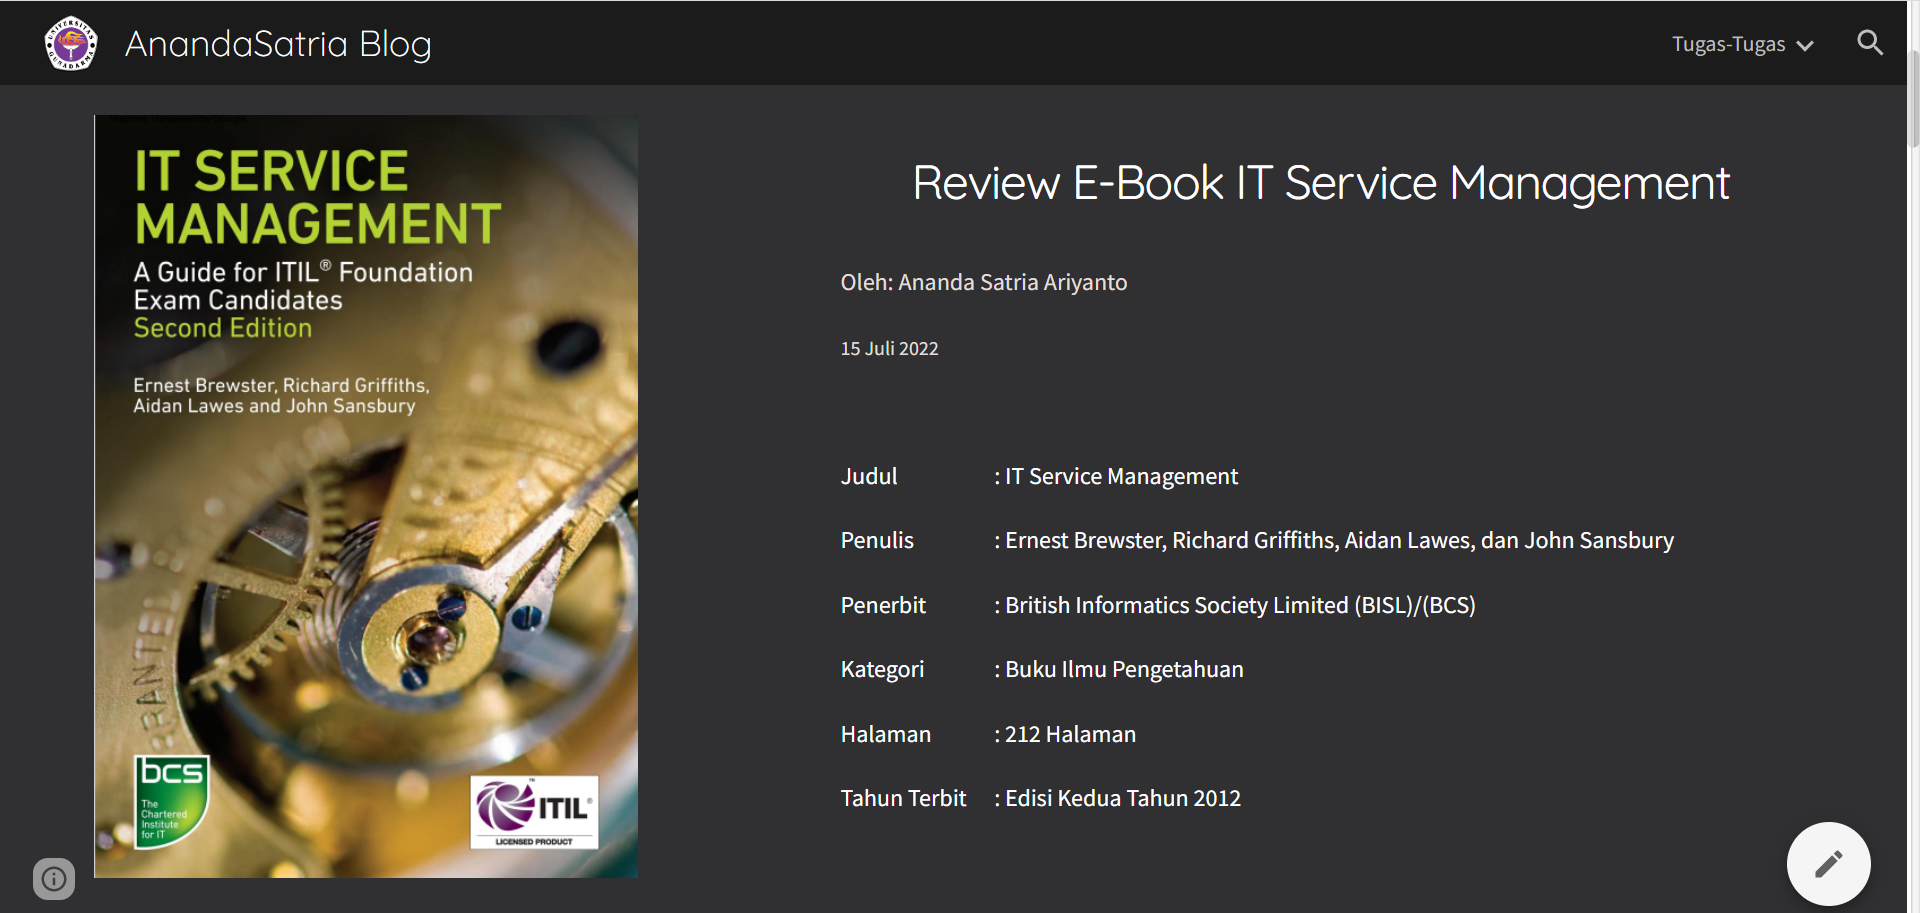 UNIVERSITAS GUNADARMA
AnandaSatria Blog
Tugas-Tugas
IT SERVICE
MANAGEMENT
A Guide for ITIL® Foundation
Exam Candidates
Second Edition
Ernest Brewster, Richard Griffiths,
Aidan Lawes and John Sansbury
bcs
The
Chartered
Institute
for IT
ITIL®
™
LICENSED PRODUCT
Review E-Book IT Service Management
Oleh: Ananda Satria Ariyanto
15 Juli 2022
Judul : IT Service Management
Penulis : Ernest Brewster, Richard Griffiths, Aidan Lawes, dan John Sansbury
Penerbit : British Informatics Society Limited (BISL)/(BCS)
Kategori : Buku Ilmu Pengetahuan
Halaman : 212 Halaman
Tahun Terbit : Edisi Kedua Tahun 2012